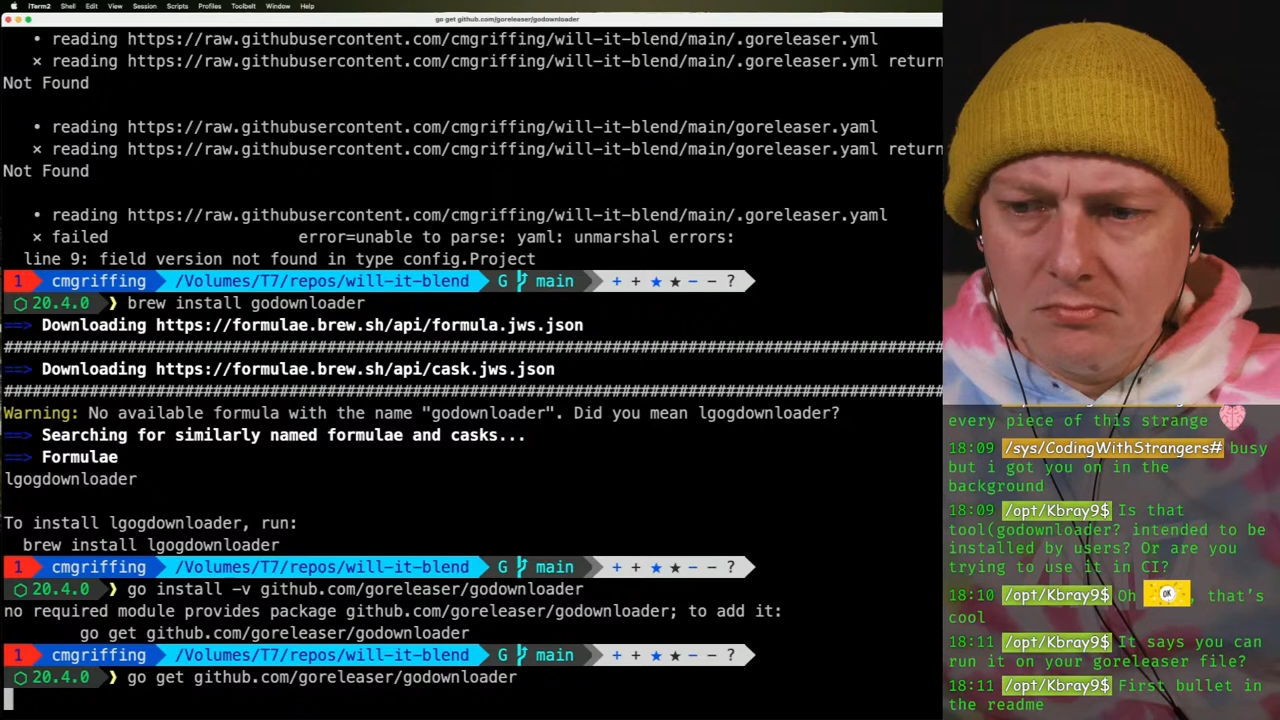 iTerm2 Shell Edit View Session Scripts Profiles Toolbelt Window Help
go get github.com/goreleaser/godownloader
• reading https://raw.githubusercontent.com/cmgriffing/will-it-blend/main/.goreleaser.yml
× reading https://raw.githubusercontent.com/cmgriffing/will-it-blend/main/.goreleaser.yml return
Not Found
• reading https://raw.githubusercontent.com/cmgriffing/will-it-blend/main/goreleaser.yaml
× reading https://raw.githubusercontent.com/cmgriffing/will-it-blend/main/goreleaser.yaml return
Not Found
• reading https://raw.githubusercontent.com/cmgriffing/will-it-blend/main/.goreleaser.yaml
× failed error=unable to parse: yaml: unmarshal errors:
line 9: field version not found in type config.Project
1 cmgriffing /Volumes/T7/repos/will-it-blend G main + + ★ ★ − − ?
20.4.0 ❯ brew install godownloader
==> Downloading https://formulae.brew.sh/api/formula.jws.json
####################################################################################################
==> Downloading https://formulae.brew.sh/api/cask.jws.json
####################################################################################################
Warning: No available formula with the name "godownloader". Did you mean lgogdownloader?
==> Searching for similarly named formulae and casks...
==> Formulae
lgogdownloader
To install lgogdownloader, run:
brew install lgogdownloader
1 cmgriffing /Volumes/T7/repos/will-it-blend G main + + ★ ★ − − ?
20.4.0 ❯ go install -v github.com/goreleaser/godownloader
no required module provides package github.com/goreleaser/godownloader; to add it:
go get github.com/goreleaser/godownloader
1 cmgriffing /Volumes/T7/repos/will-it-blend G main + + ★ ★ − − ?
20.4.0 ❯ go get github.com/goreleaser/godownloader
every piece of this strange
18:09 /sys/CodingWithStrangers# busy
but i got you on in the
background
18:09 /opt/Kbray9$ Is that
tool(godownloader? intended to be
installed by users? Or are you
trying to use it in CI?
18:10 /opt/Kbray9$ Oh OK, that's
cool
18:11 /opt/Kbray9$ It says you can
run it on your goreleaser file?
18:11 /opt/Kbray9$ First bullet in
the readme